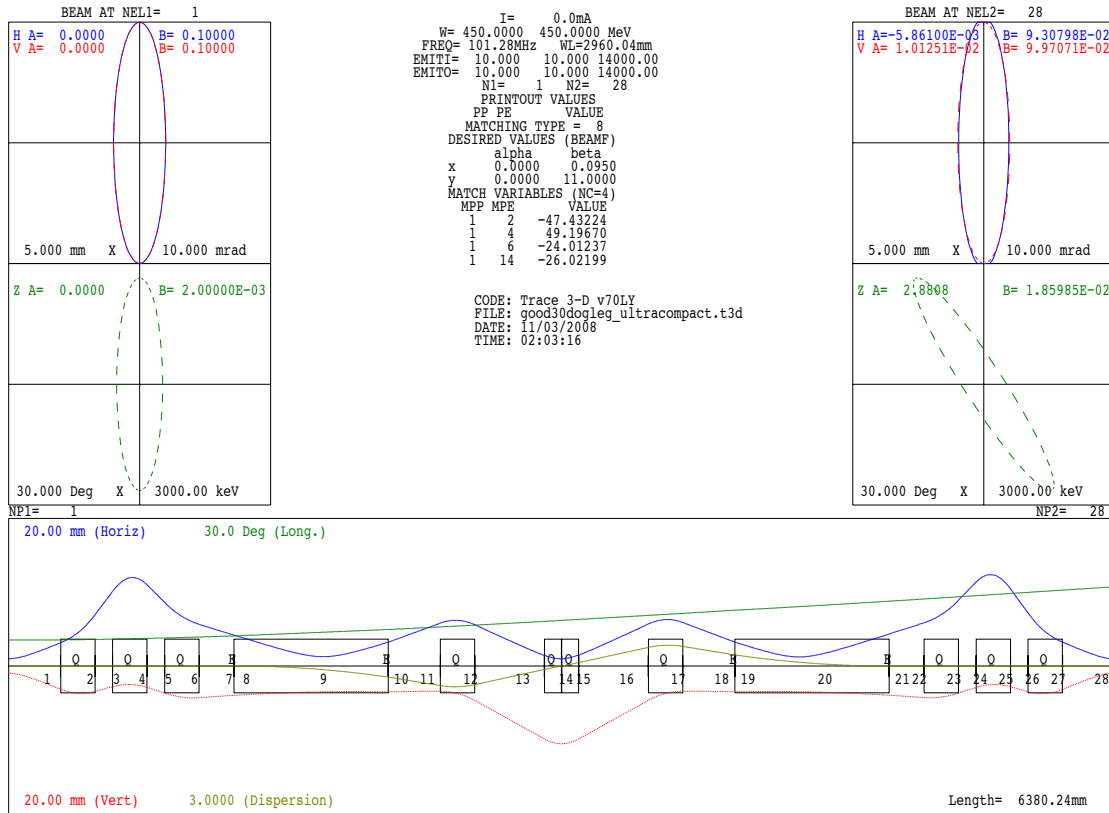 BEAM AT NEL1= 1
H A= 0.0000 B= 0.10000
V A= 0.0000 B= 0.10000
5.000 mm X 10.000 mrad
Z A= 0.0000 B= 2.00000E-03
30.000 Deg X 3000.00 keV
NP1= 1
I= 0.0mA
W= 450.0000 450.0000 MeV
FREQ= 101.28MHz WL=2960.04mm
EMITI= 10.000 10.000 14000.00
EMITO= 10.000 10.000 14000.00
N1= 1 N2= 28
PRINTOUT VALUES
PP PE VALUE
MATCHING TYPE = 8
DESIRED VALUES (BEAMF)
alpha beta
x 0.0000 0.0950
y 0.0000 11.0000
MATCH VARIABLES (NC=4)
MPP MPE VALUE
1 2 -47.43224
1 4 49.19670
1 6 -24.01237
1 14 -26.02199
CODE: Trace 3-D v70LY
FILE: good30dogleg_ultracompact.t3d
DATE: 11/03/2008
TIME: 02:03:16
BEAM AT NEL2= 28
H A=-5.86100E-03 B= 9.30798E-02
V A= 1.01251E-02 B= 9.97071E-02
5.000 mm X 10.000 mrad
Z A= 2.8808 B= 1.85985E-02
30.000 Deg X 3000.00 keV
NP2= 28
20.00 mm (Horiz) 30.0 Deg (Long.)
Q Q Q E E Q Q Q Q E E Q Q Q
1 2 3 4 5 6 7 8 9 10 11 12 13 14 15 16 17 18 19 20 21 22 23 24 25 26 27 28
20.00 mm (Vert) 3.0000 (Dispersion) Length= 6380.24mm